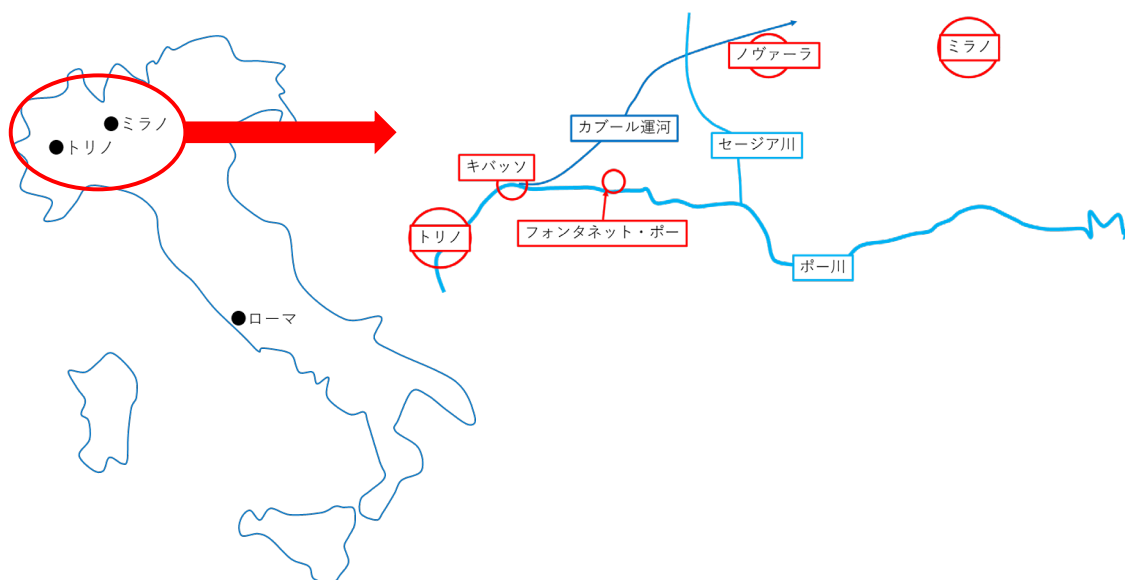 ミラノ
トリノ
ローマ
ノヴァーラ
ミラノ
カブール運河
セージア川
キバッソ
トリノ
フォンタネット・ポー
ポー川